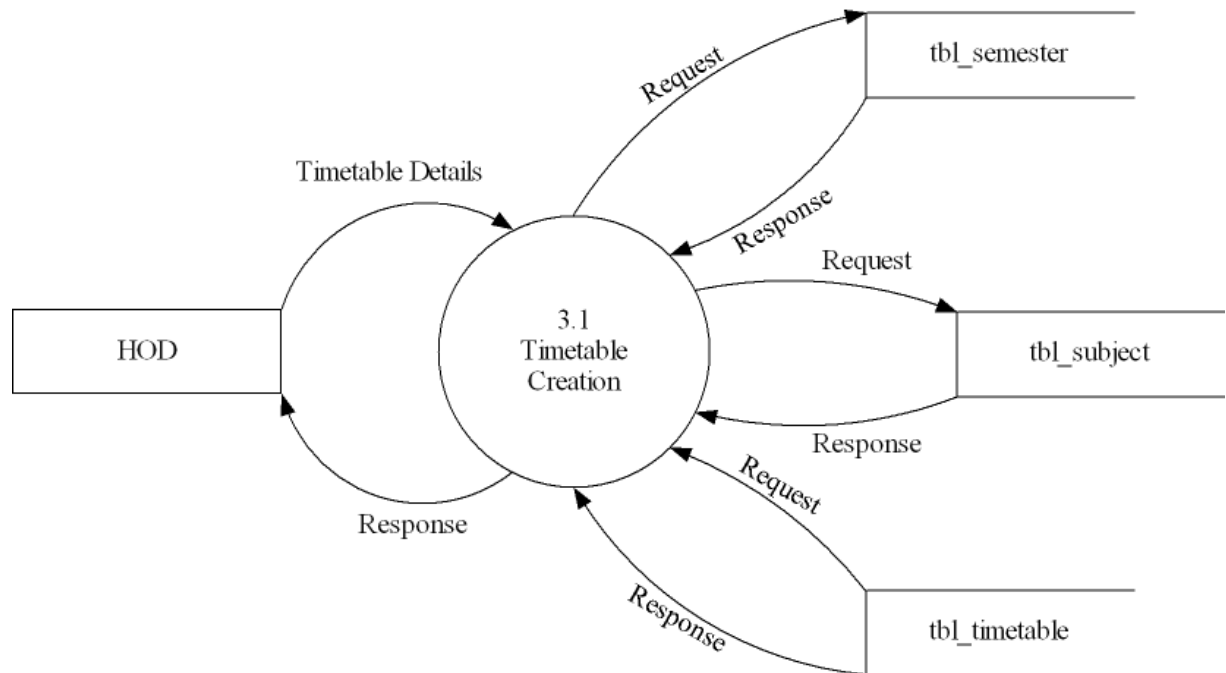 tbl_semester
Request
Response
Timetable Details
HOD
3.1
Timetable
Creation
Request
tbl_subject
Response
Response
Request
Response
tbl_timetable